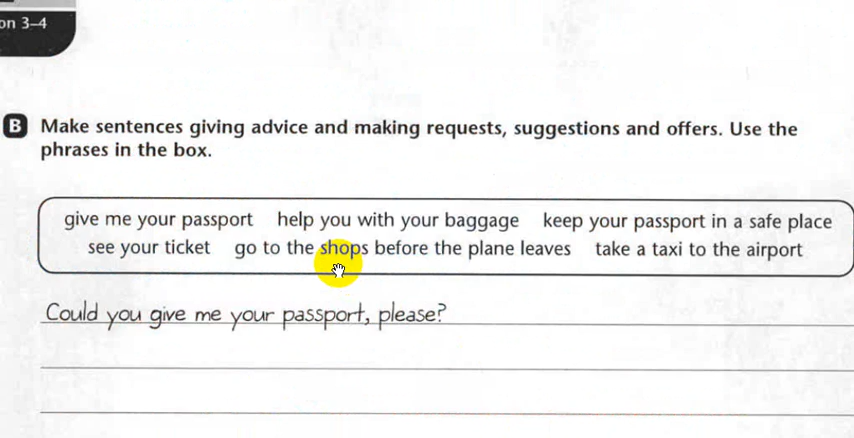 on 3–4
B Make sentences giving advice and making requests, suggestions and offers. Use the
phrases in the box.
give me your passport help you with your baggage keep your passport in a safe place
see your ticket go to the shops before the plane leaves take a taxi to the airport
Could you give me your passport, please?